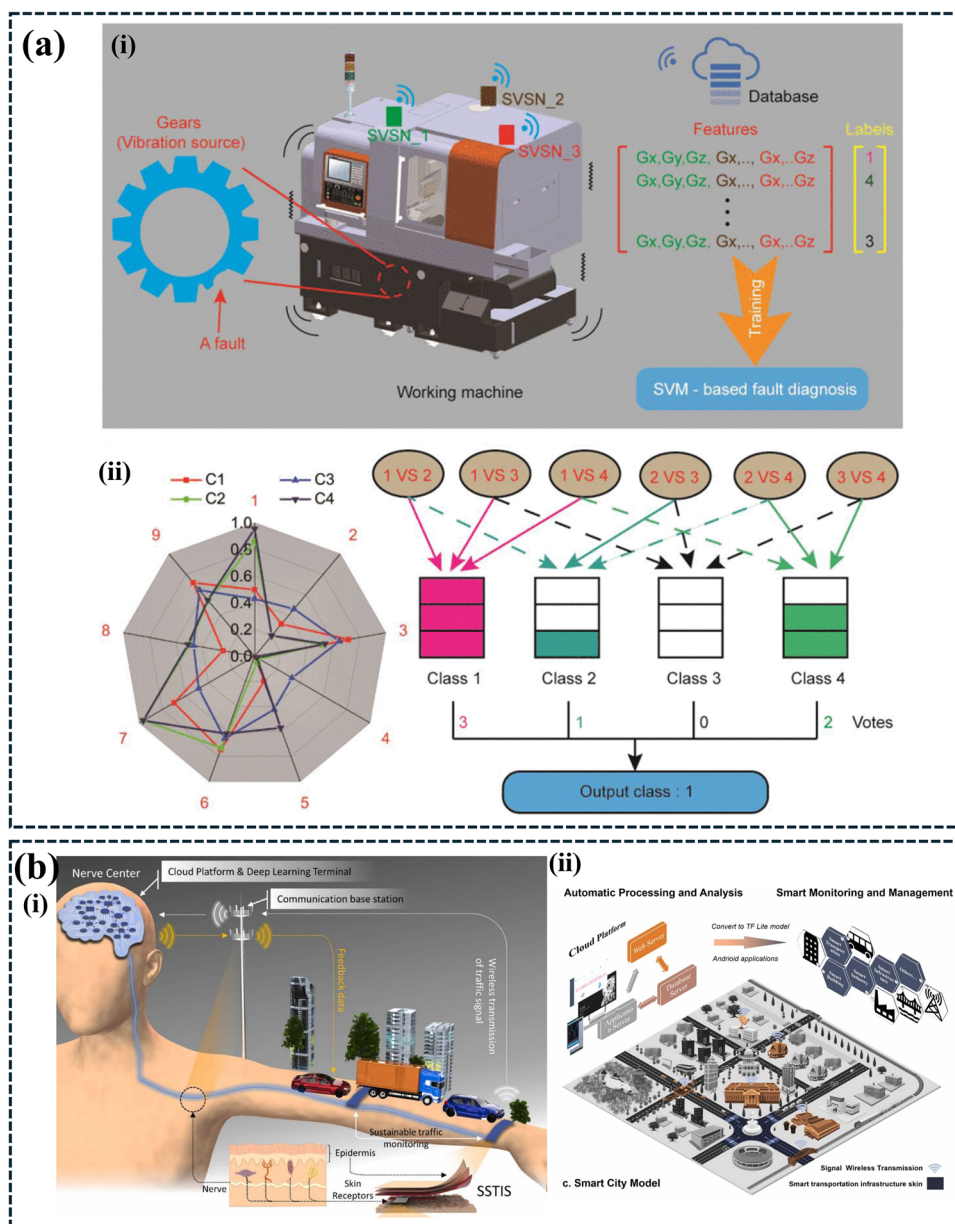 (a)
(i)
SVSN_2
SVSN_1
SVSN_3
Gears
(Vibration source)
A fault
Working machine
Database
Features
Labels
Gx,Gy,Gz, Gx,.., Gx,..Gz
1
Gx,Gy,Gz, Gx,.., Gx,..Gz
4
Gx,Gy,Gz, Gx,.., Gx,..Gz
3
Training
SVM - based fault diagnosis
(ii)
C1
C3
C2
C4
1
2
3
4
5
6
7
8
9
1.0
0.8
0.6
0.4
0.2
0.0
1 VS 2
1 VS 3
1 VS 4
2 VS 3
2 VS 4
3 VS 4
Class 1
Class 2
Class 3
Class 4
3
1
0
2
Votes
Output class : 1
(b)
(i)
Nerve Center
Cloud Platform & Deep Learning Terminal
Communication base station
Feedback data
Wireless transmission
of traffic signal
Sustainable traffic
monitoring
Epidermis
Nerve
Skin
Receptors
SSTIS
(ii)
Automatic Processing and Analysis
Smart Monitoring and Management
Cloud Platform
Web Server
Database
Server
Applicatio
n Server
Convert to TF Lite model
Android applications
Others
Signal Wireless Transmission
Smart transportation infrastructure skin
c. Smart City Model